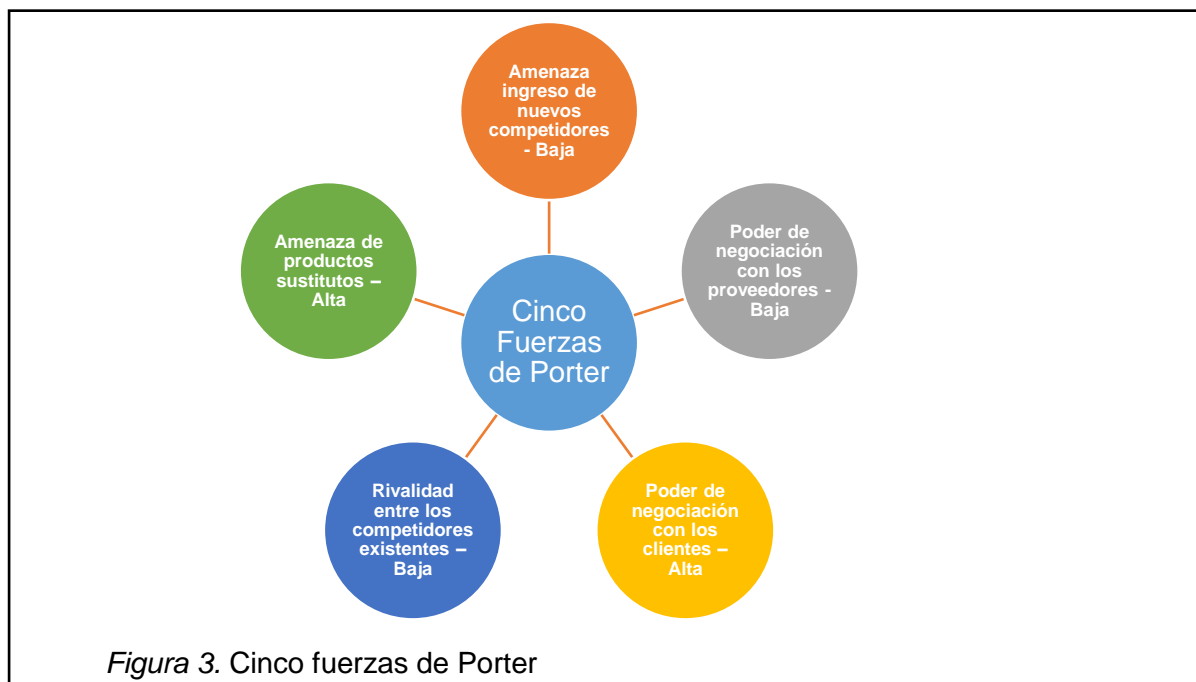 Amenaza
ingreso de
nuevos
competidores
- Baja
Poder de
negociación
con los
proveedores -
Baja
Poder de
negociación
con los
clientes –
Alta
Rivalidad
entre los
competidores
existentes –
Baja
Amenaza de
productos
sustitutos –
Alta
Cinco
Fuerzas
de Porter
Figura 3. Cinco fuerzas de Porter